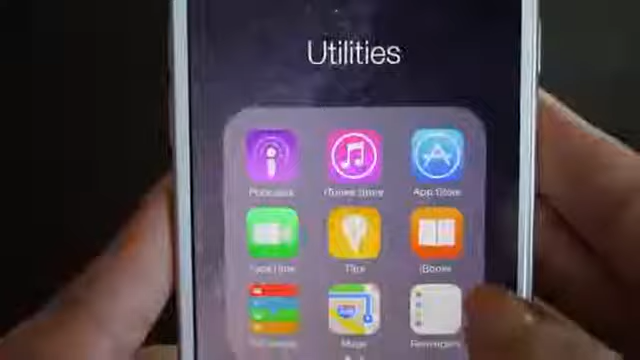 Utilities
Podcasts iTunes Store App Store
FaceTime Tips iBooks
Maps Reminders